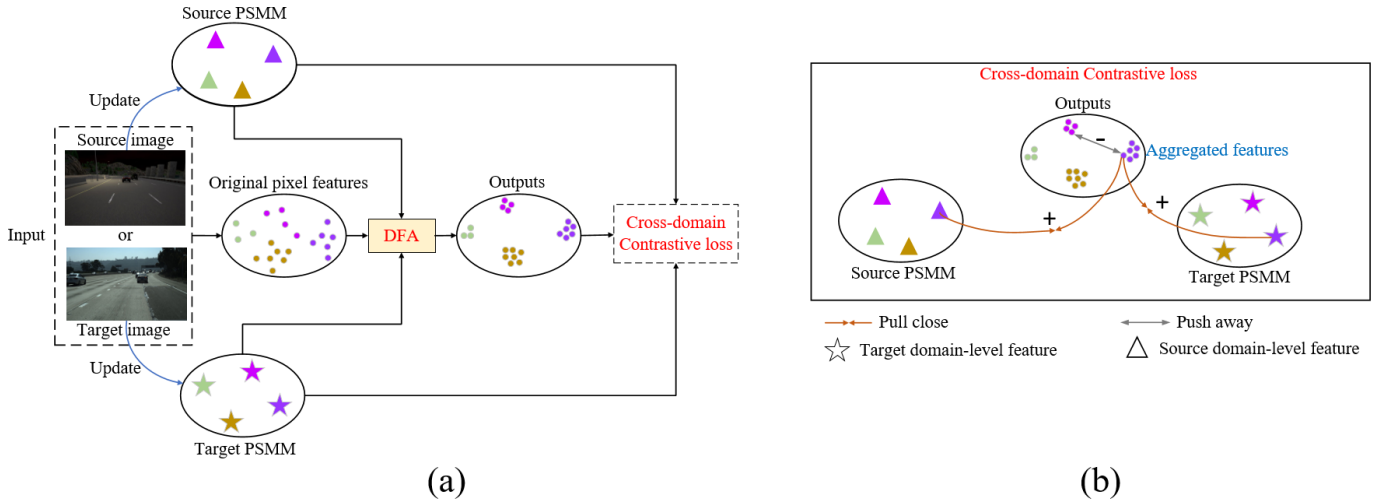 Source PSMM
Update
Source image
Input
or
Target image
Update
Target PSMM
Original pixel features
DFA
Outputs
Cross-domain
Contrastive loss
(a)
Cross-domain Contrastive loss
Outputs
-
Aggregated features
+
+
Source PSMM
Target PSMM
Pull close
Push away
Target domain-level feature
Source domain-level feature
(b)